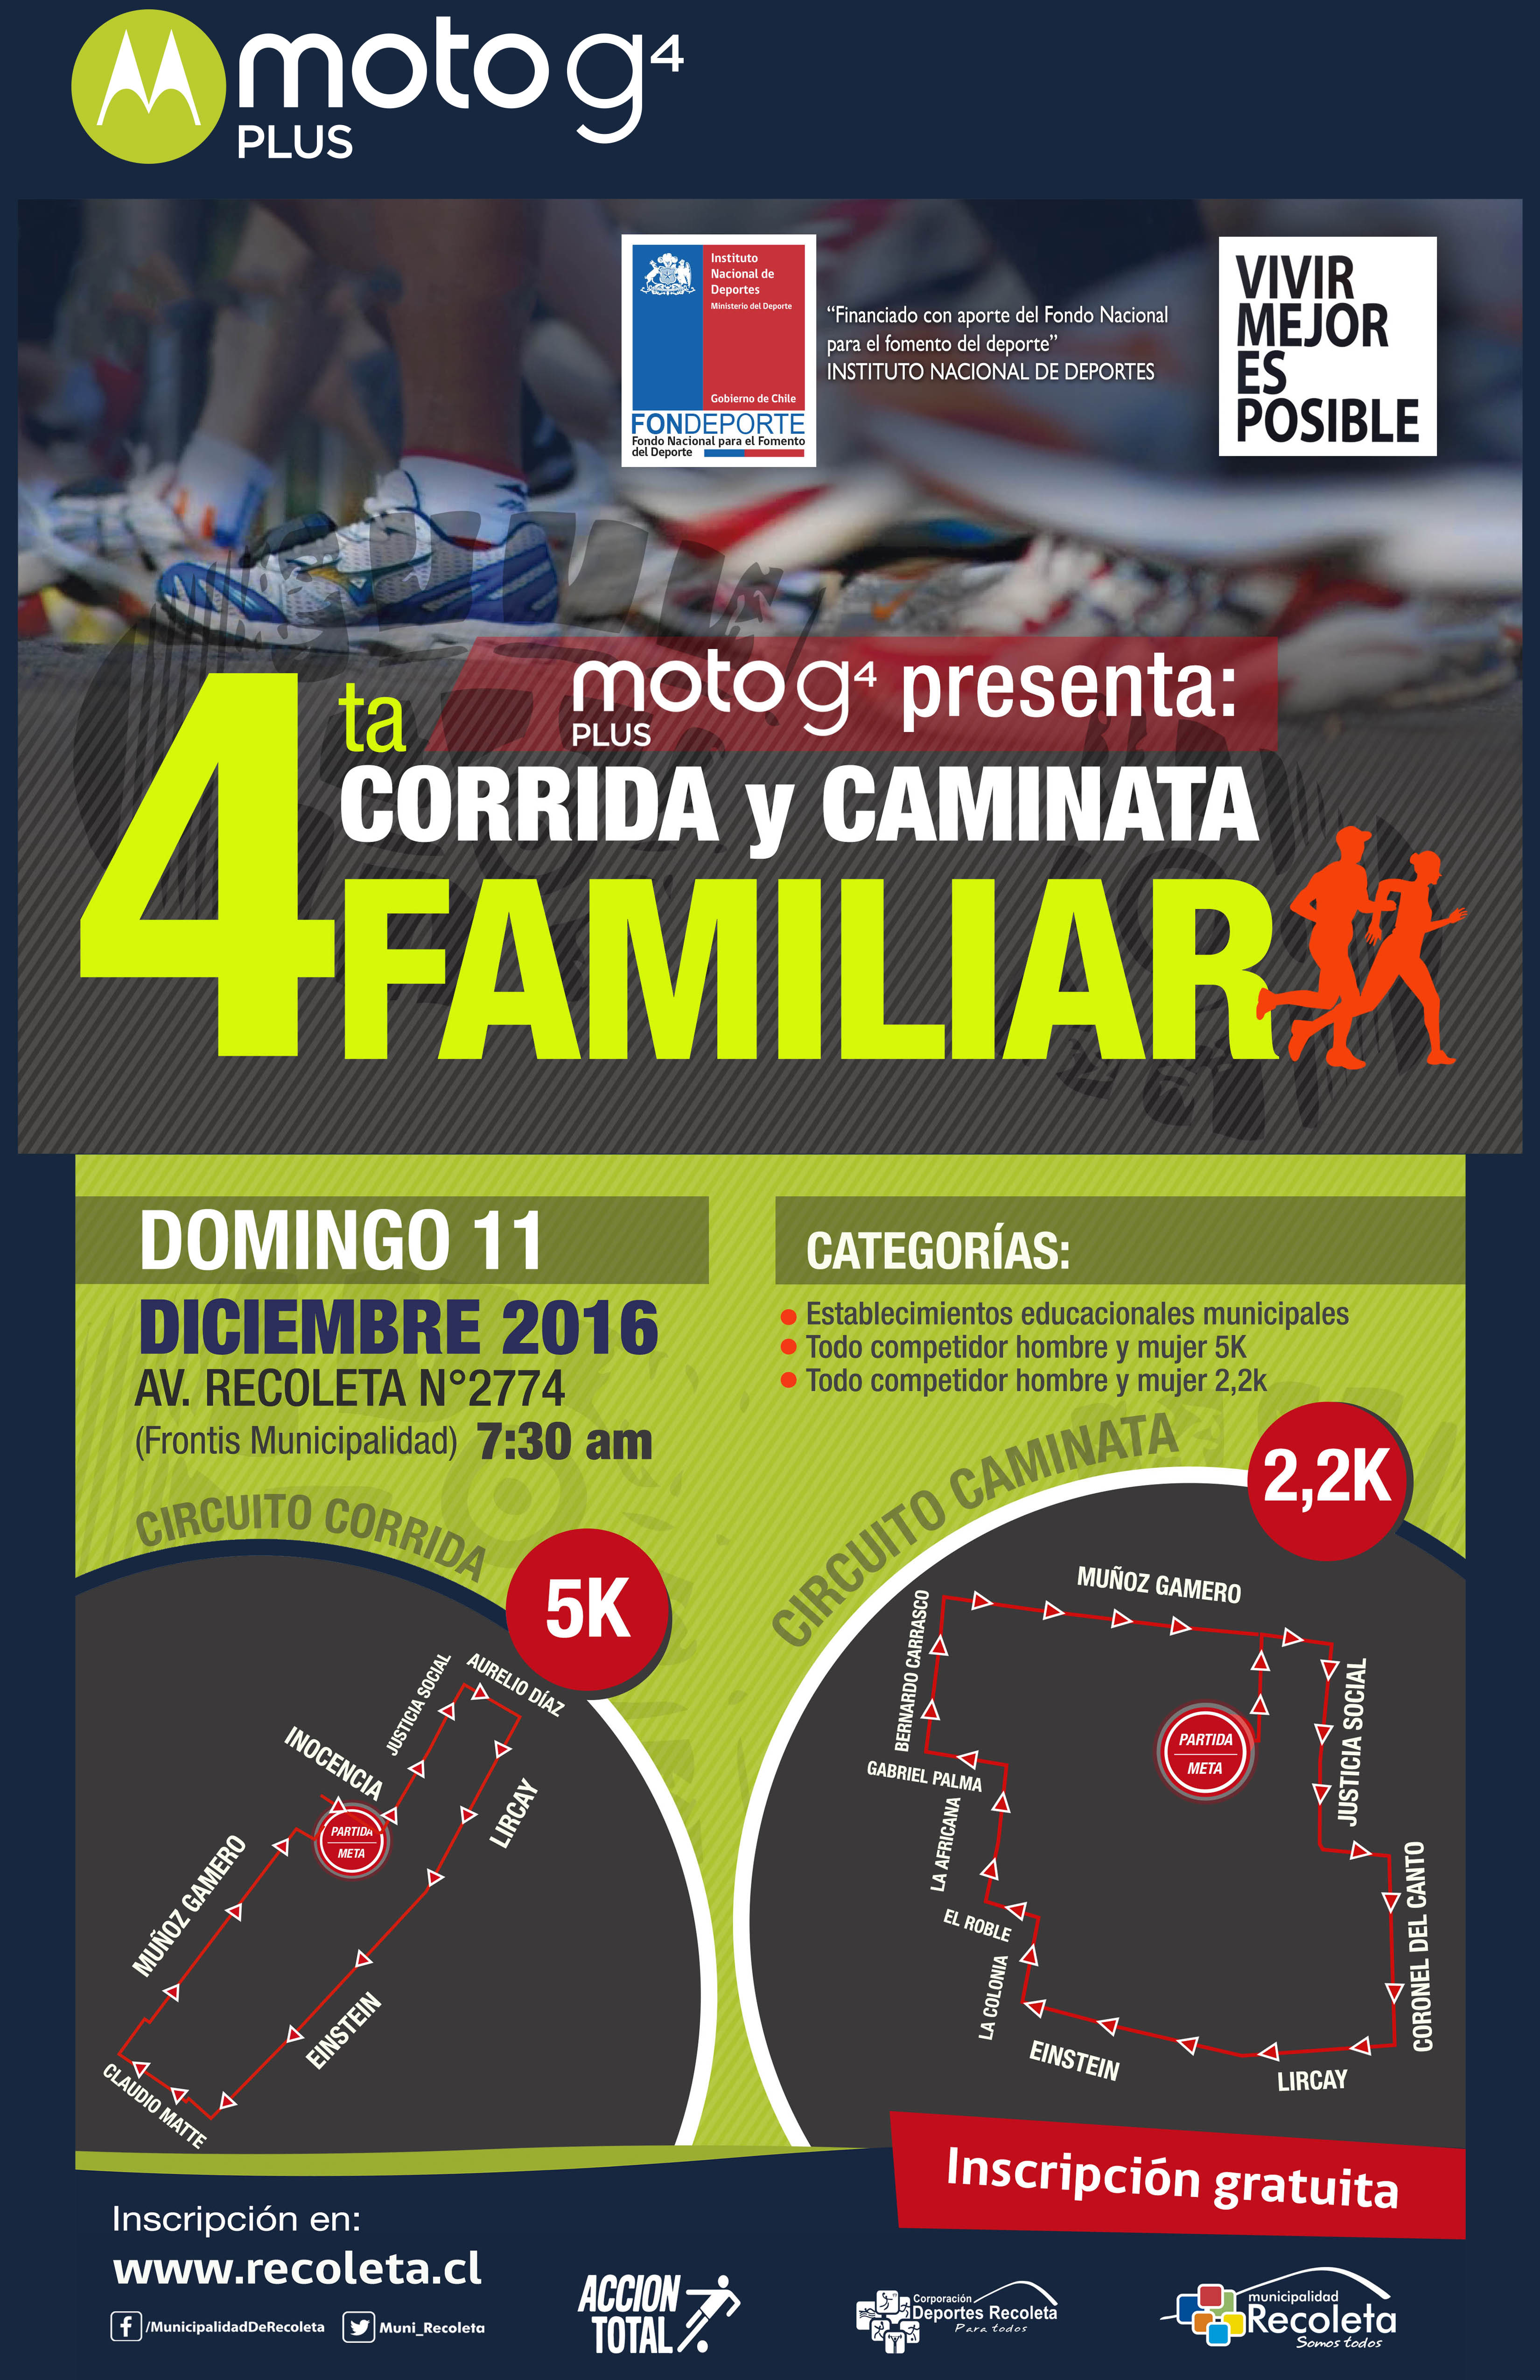 moto g4
PLUS
Instituto
Nacional de
Deportes
Ministerio del Deporte
Gobierno de Chile
FONDEPORTE
Fondo Nacional para el Fomento
del Deporte
“Financiado con aporte del Fondo Nacional
para el fomento del deporte”
INSTITUTO NACIONAL DE DEPORTES
VIVIR
MEJOR
ES
POSIBLE
moto g4 presenta:
PLUS
4ta
CORRIDA y CAMINATA
FAMILIAR
DOMINGO 11
DICIEMBRE 2016
AV. RECOLETA N°2774
(Frontis Municipalidad) 7:30 am
CATEGORÍAS:
Establecimientos educacionales municipales
Todo competidor hombre y mujer 5K
Todo competidor hombre y mujer 2,2k
CIRCUITO CORRIDA
5K
AURELIO DÍAZ
JUSTICIA SOCIAL
INOCENCIA
LIRCAY
PARTIDA
META
MUÑOZ GAMERO
EINSTEIN
CLAUDIO MATTE
CIRCUITO CAMINATA
2,2K
MUÑOZ GAMERO
BERNARDO CARRASCO
JUSTICIA SOCIAL
PARTIDA
META
GABRIEL PALMA
LA AFRICANA
EL ROBLE
CORONEL DEL CANTO
LA COLONIA
EINSTEIN
LIRCAY
Inscripción gratuita
Inscripción en:
www.recoleta.cl
/MunicipalidadDeRecoleta
Muni_Recoleta
ACCION
TOTAL
Corporación
Deportes Recoleta
Para todos
municipalidad
Recoleta
Somos todos